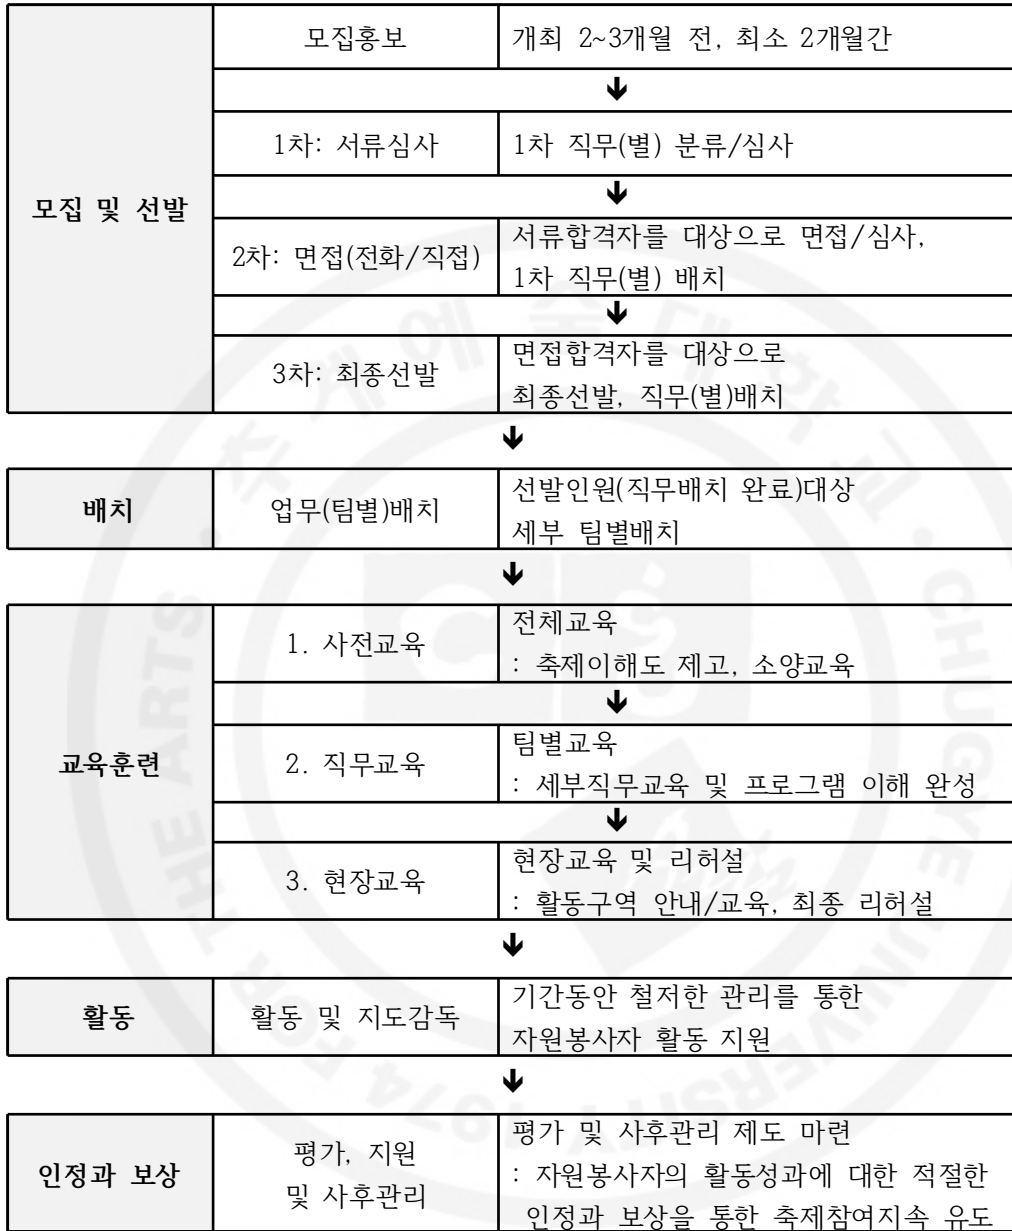 모집 및 선발
모집홍보
개최 2~3개월 전, 최소 2개월간
↓
1차: 서류심사
1차 직무(별) 분류/심사
↓
2차: 면접(전화/직접)
서류합격자를 대상으로 면접/심사,
1차 직무(별) 배치
↓
3차: 최종선발
면접합격자를 대상으로
최종선발, 직무(별)배치
↓
배치
업무(팀별)배치
선발인원(직무배치 완료)대상
세부 팀별배치
↓
교육훈련
1. 사전교육
전체교육
: 축제이해도 제고, 소양교육
↓
2. 직무교육
팀별교육
: 세부직무교육 및 프로그램 이해 완성
↓
3. 현장교육
현장교육 및 리허설
: 활동구역 안내/교육, 최종 리허설
↓
활동
활동 및 지도감독
기간동안 철저한 관리를 통한
자원봉사자 활동 지원
↓
인정과 보상
평가, 지원
및 사후관리
평가 및 사후관리 제도 마련
: 자원봉사자의 활동성과에 대한 적절한
인정과 보상을 통한 축제참여지속 유도
추계예술대학교
CHUGYE UNIVERSITY FOR THE ARTS
1974